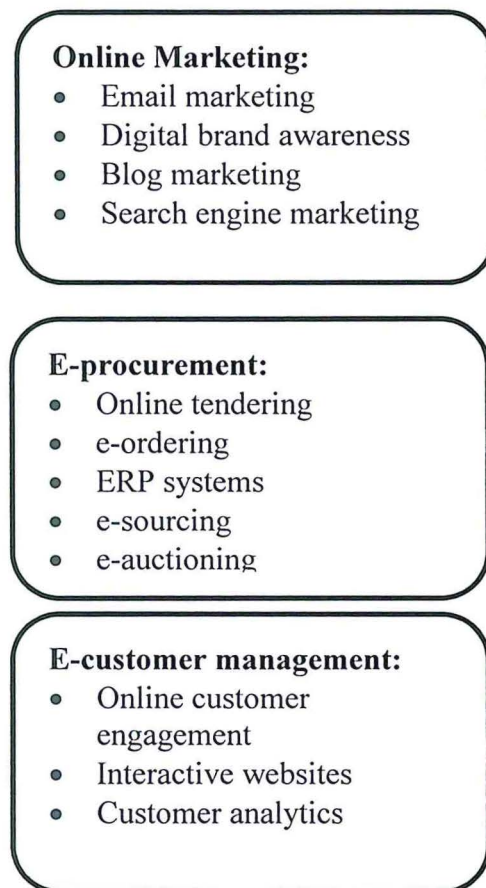 Online Marketing:
• Email marketing
• Digital brand awareness
• Blog marketing
• Search engine marketing
E-procurement:
• Online tendering
• e-ordering
• ERP systems
• e-sourcing
• e-auctioning
E-customer management:
• Online customer
engagement
• Interactive websites
• Customer analytics